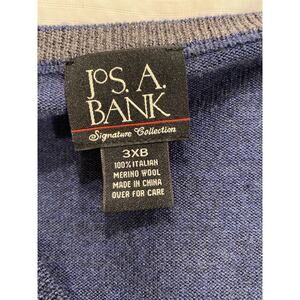 JOS. A.
BANK
Signature Collection
3XB
100% ITALIAN
MERINO WOOL
MADE IN CHINA
OVER FOR CARE